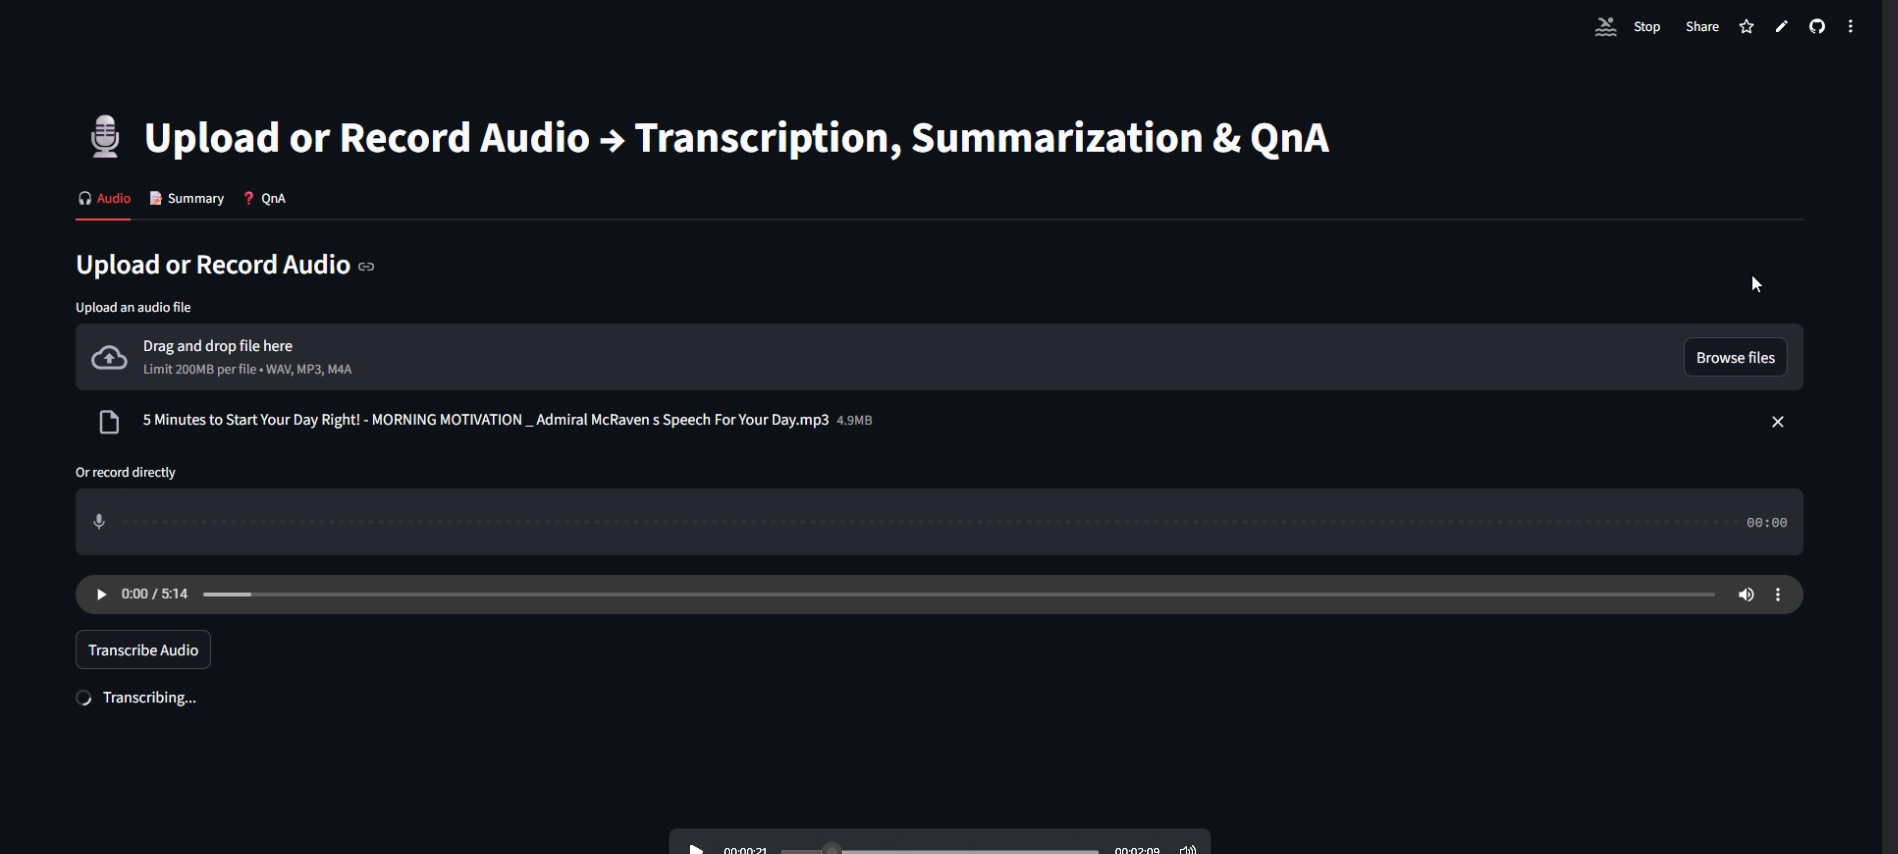 Stop Share
Upload or Record Audio → Transcription, Summarization & QnA
Audio Summary QnA
Upload or Record Audio
Upload an audio file
Drag and drop file here
Limit 200MB per file • WAV, MP3, M4A
Browse files
5 Minutes to Start Your Day Right! - MORNING MOTIVATION _ Admiral McRaven s Speech For Your Day.mp3 4.9MB
Or record directly
00:00
0:00 / 5:14
Transcribe Audio
Transcribing...
00:00:21 00:02:09